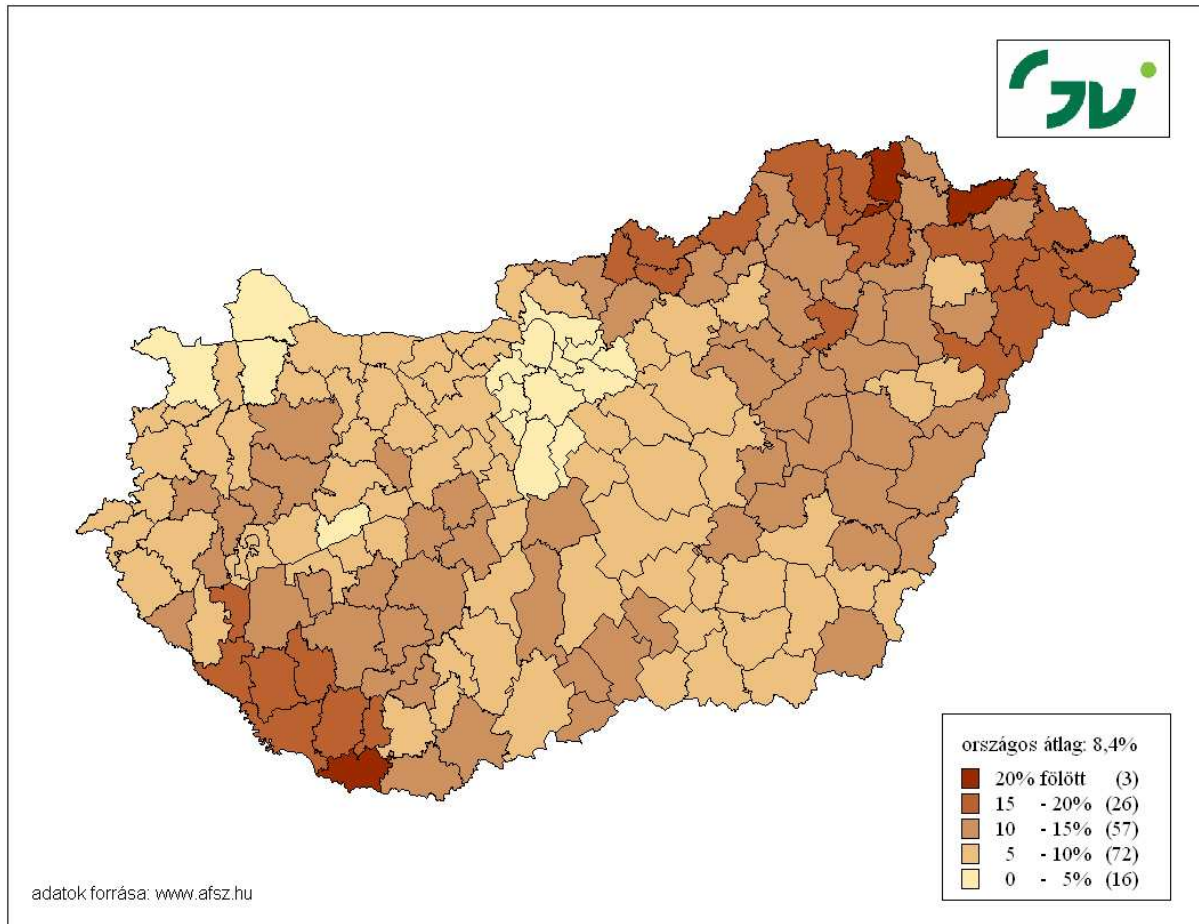 országos átlag: 8,4%
20% fölött (3)
15 - 20% (26)
10 - 15% (57)
5 - 10% (72)
0 - 5% (16)
adatok forrása: www.afsz.hu